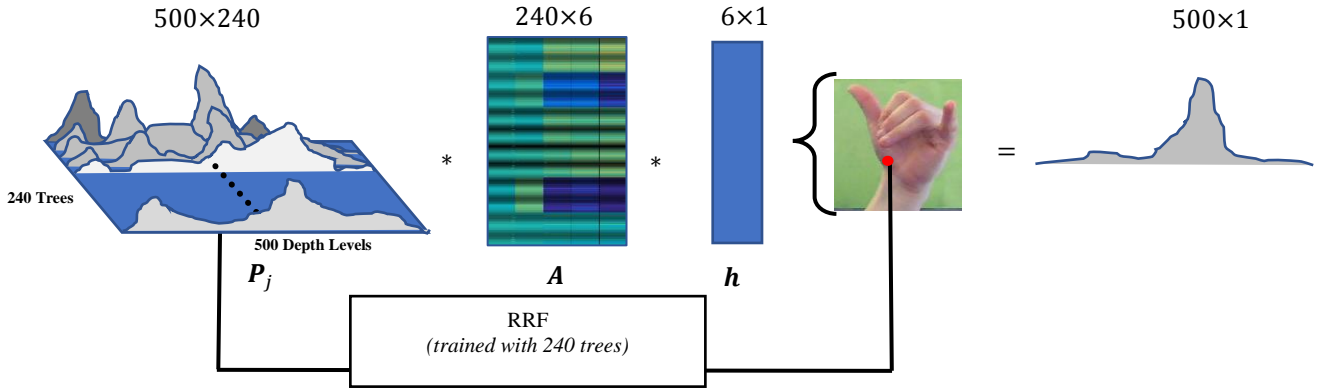 500×240
240×6
6×1
500×1
*
*
=
240 Trees
500 Depth Levels
P_j
A
h
RRF
(trained with 240 trees)